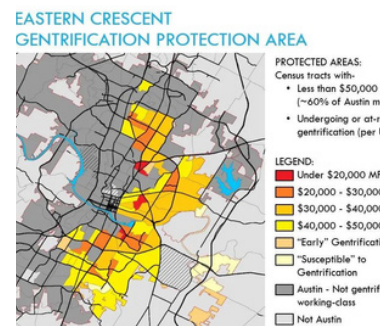 EASTERN CRESCENT
GENTRIFICATION PROTECTION AREA
PROTECTED AREAS:
Census tracts with-
• Less than $50,000
(~60% of Austin m
• Undergoing or at-r
gentrification (per
LEGEND:
Under $20,000 MF
$20,000 - $30,000
$30,000 - $40,000
$40,000 - $50,000
"Early" Gentrificati
"Susceptible" to
Gentrification
Austin - Not gentrif
working-class
Not Austin